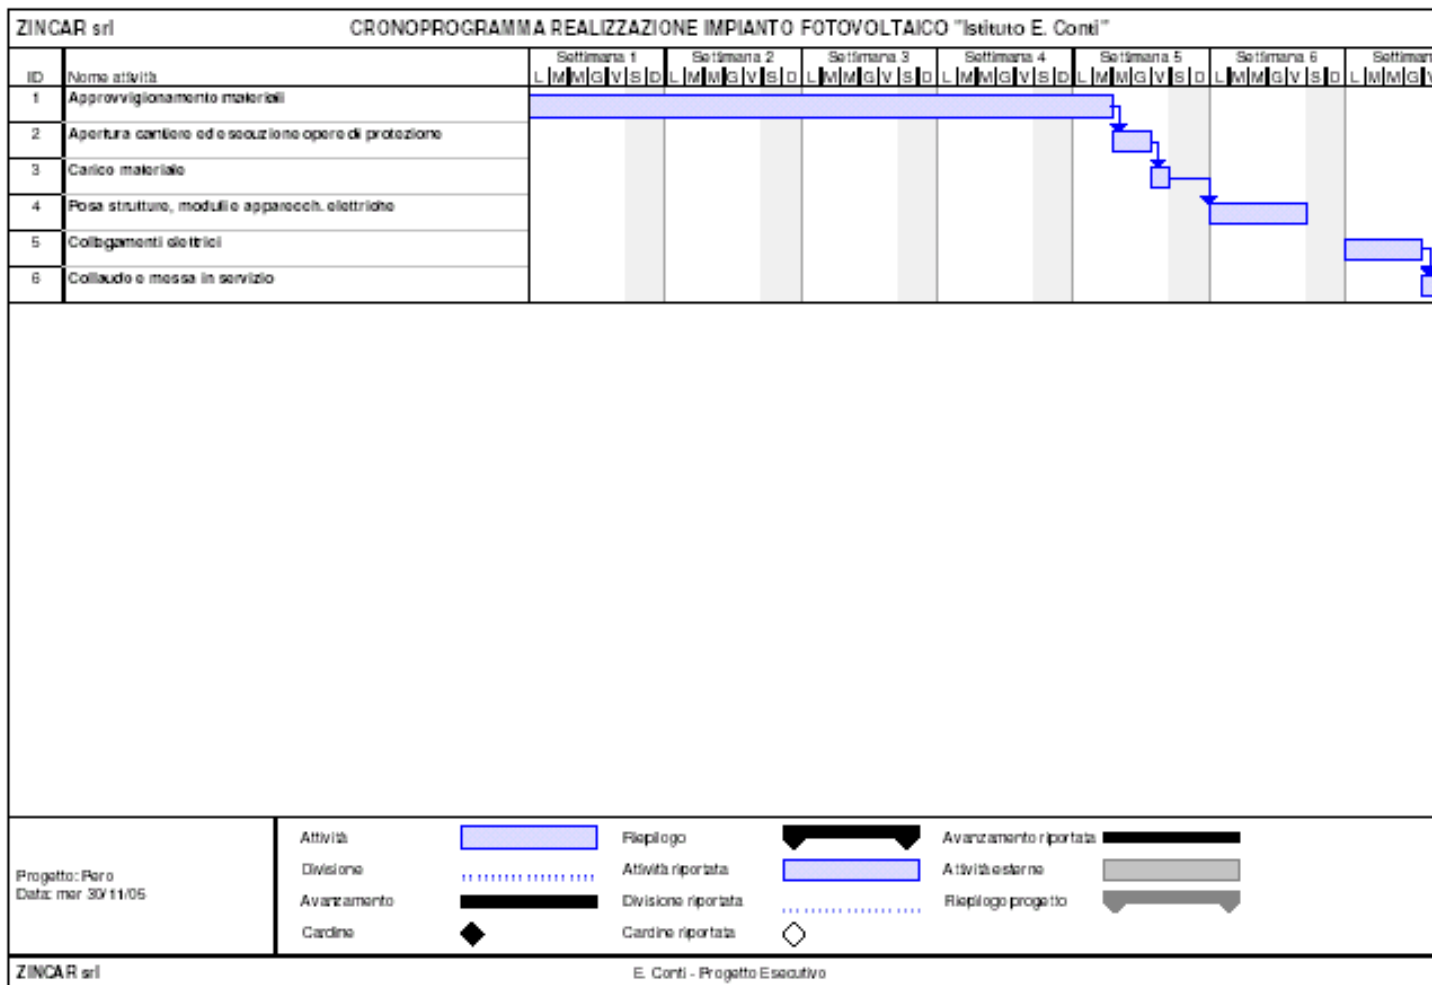 ZINCAR srl CRONOPROGRAMMA REALIZZAZIONE IMPIANTO FOTOVOLTAICO "Istituto E. Conti"
Settimana 1 Settimana 2 Settimana 3 Settimana 4 Settimana 5 Settimana 6
ID Nome attività L M M G V S D L M M G V S D L M M G V S D L M M G V S D L M M G V S D L M M G V S D L M M G
1 Approvvigionamento materiali
2 Apertura cantiere ed esecuzione opere di protezione
3 Carico materiale
4 Posa strutture, moduli e apparecch. elettriche
5 Collegamenti elettrici
6 Collaudo e messa in servizio
Attività Riepilogo Avanzamento riportata
Divisione Attività riportata Attività esterne
Progetto: Pero
Data: mer 30/11/05
Avanzamento Divisione riportata Riepilogo progetto
Cardine Cardine riportata
ZINCAR srl E. Conti - Progetto Esecutivo